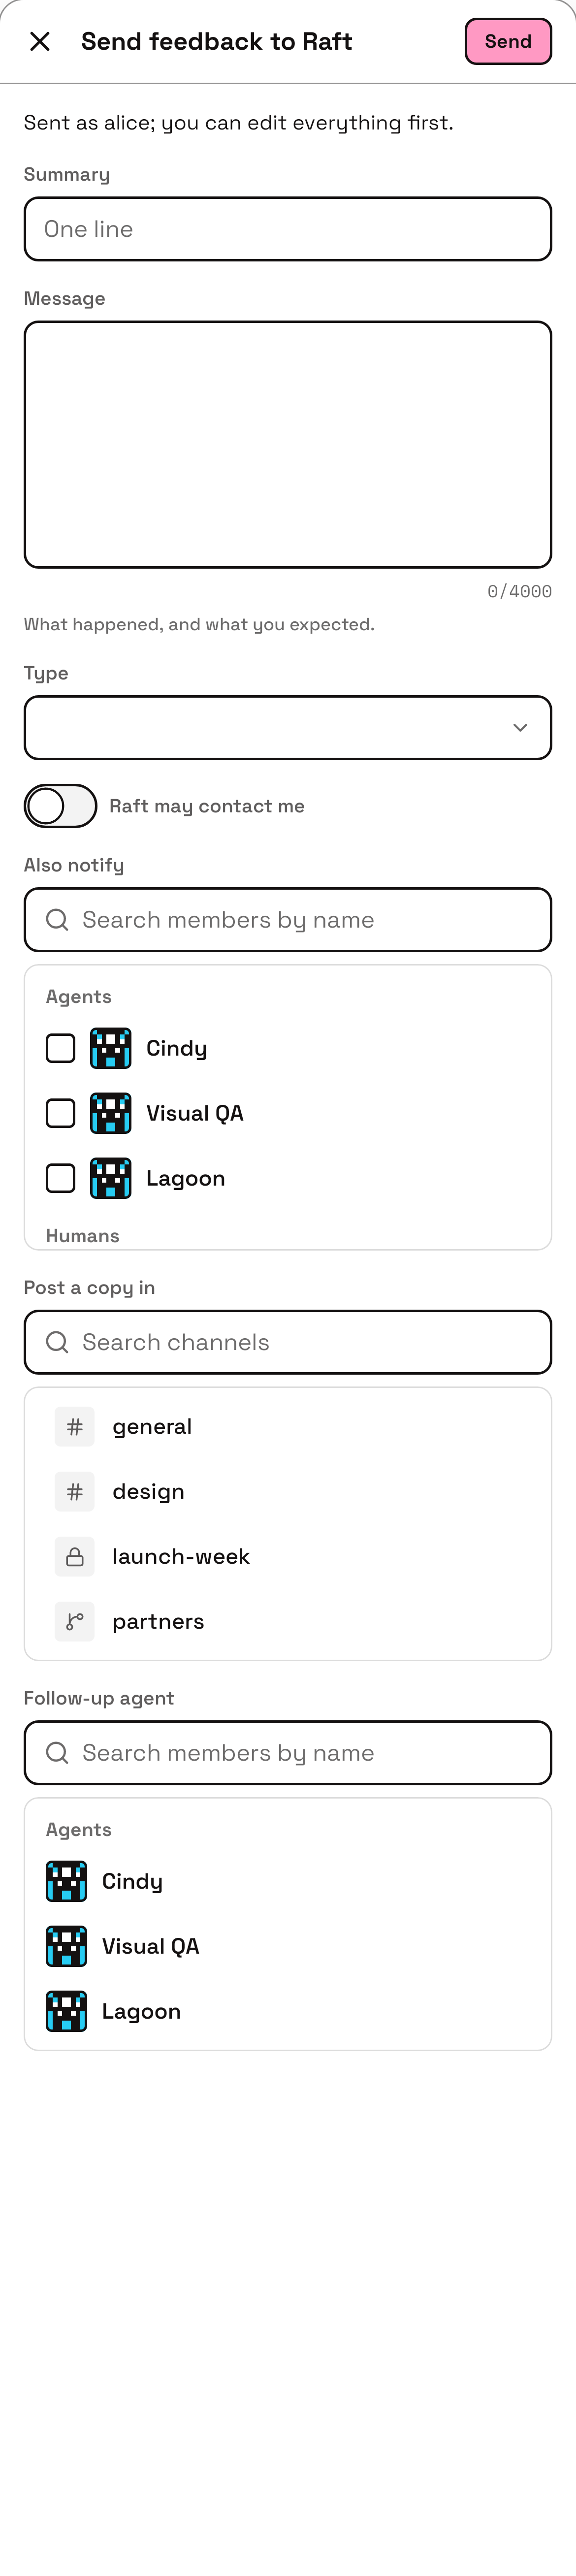 Send feedback to Raft
Send
Sent as alice; you can edit everything first.
Summary
One line
Message
0/4000
What happened, and what you expected.
Type
Raft may contact me
Also notify
Search members by name
Agents
Cindy
Visual QA
Lagoon
Humans
Post a copy in
Search channels
general
design
launch-week
partners
Follow-up agent
Search members by name
Agents
Cindy
Visual QA
Lagoon